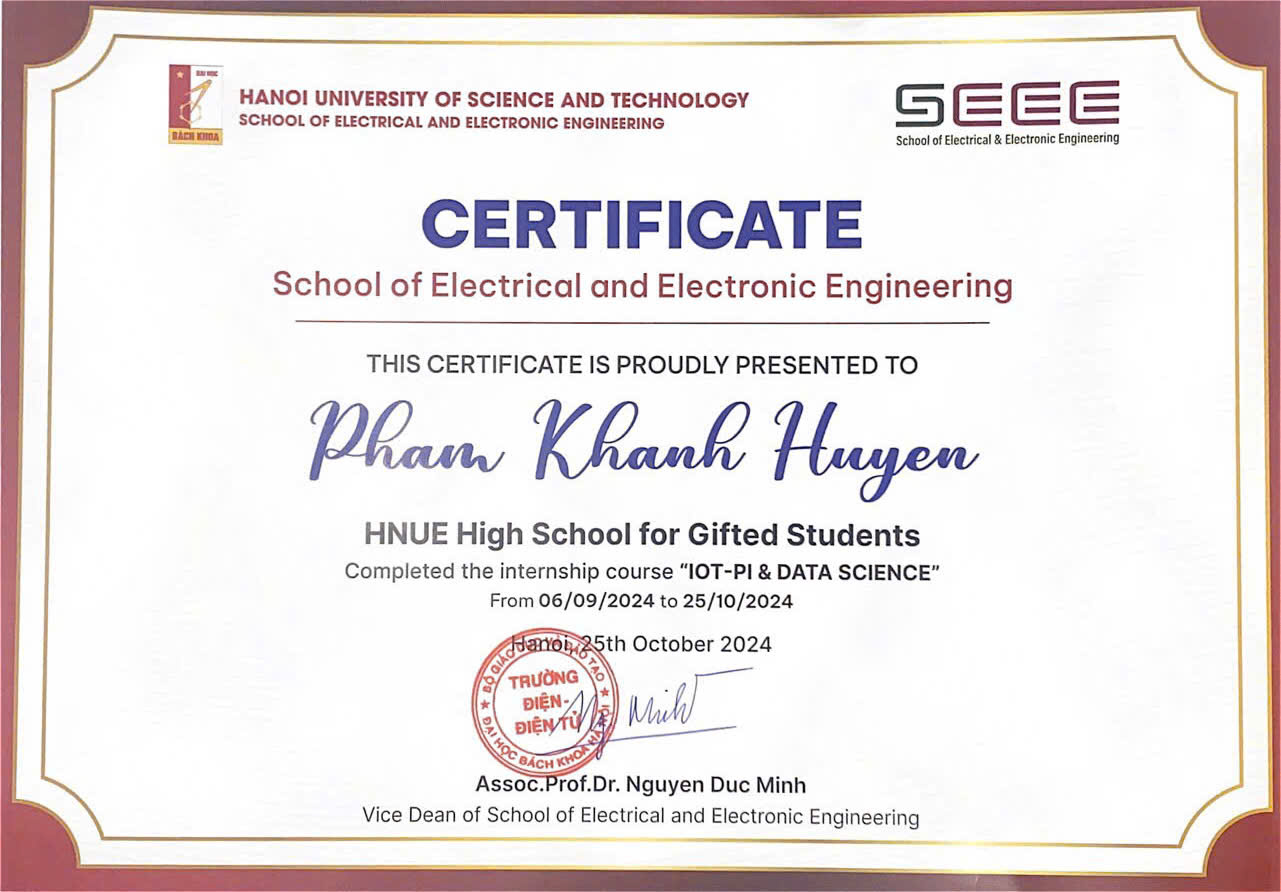 ĐẠI HỌC
BÁCH KHOA
HANOI UNIVERSITY OF SCIENCE AND TECHNOLOGY
SCHOOL OF ELECTRICAL AND ELECTRONIC ENGINEERING
SEEE
School of Electrical & Electronic Engineering
CERTIFICATE
School of Electrical and Electronic Engineering
THIS CERTIFICATE IS PROUDLY PRESENTED TO
Pham Khanh Huyen
HNUE High School for Gifted Students
Completed the internship course “IOT-PI & DATA SCIENCE”
From 06/09/2024 to 25/10/2024
Hanoi, 25th October 2024
BỘ GIÁO DỤC VÀ ĐÀO TẠO
TRƯỜNG
ĐIỆN-
ĐIỆN TỬ
ĐẠI HỌC BÁCH KHOA HÀ NỘI
Minh
Assoc.Prof.Dr. Nguyen Duc Minh
Vice Dean of School of Electrical and Electronic Engineering